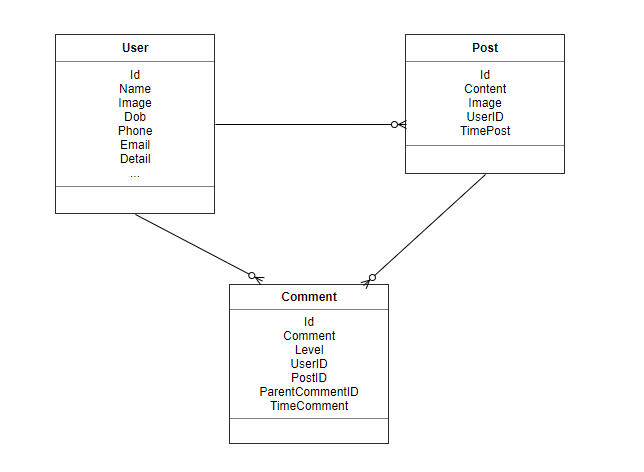 User
Id
Name
Image
Dob
Phone
Email
Detail
...
Post
Id
Content
Image
UserID
TimePost
Comment
Id
Comment
Level
UserID
PostID
ParentCommentID
TimeComment